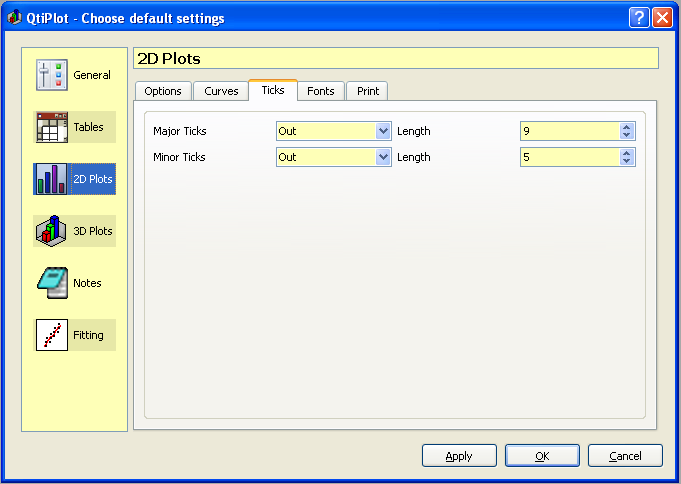 QtiPlot - Choose default settings
General
Tables
2D Plots
3D Plots
Notes
Fitting
2D Plots
Options Curves Ticks Fonts Print
Major Ticks Out Length 9
Minor Ticks Out Length 5
Apply OK Cancel